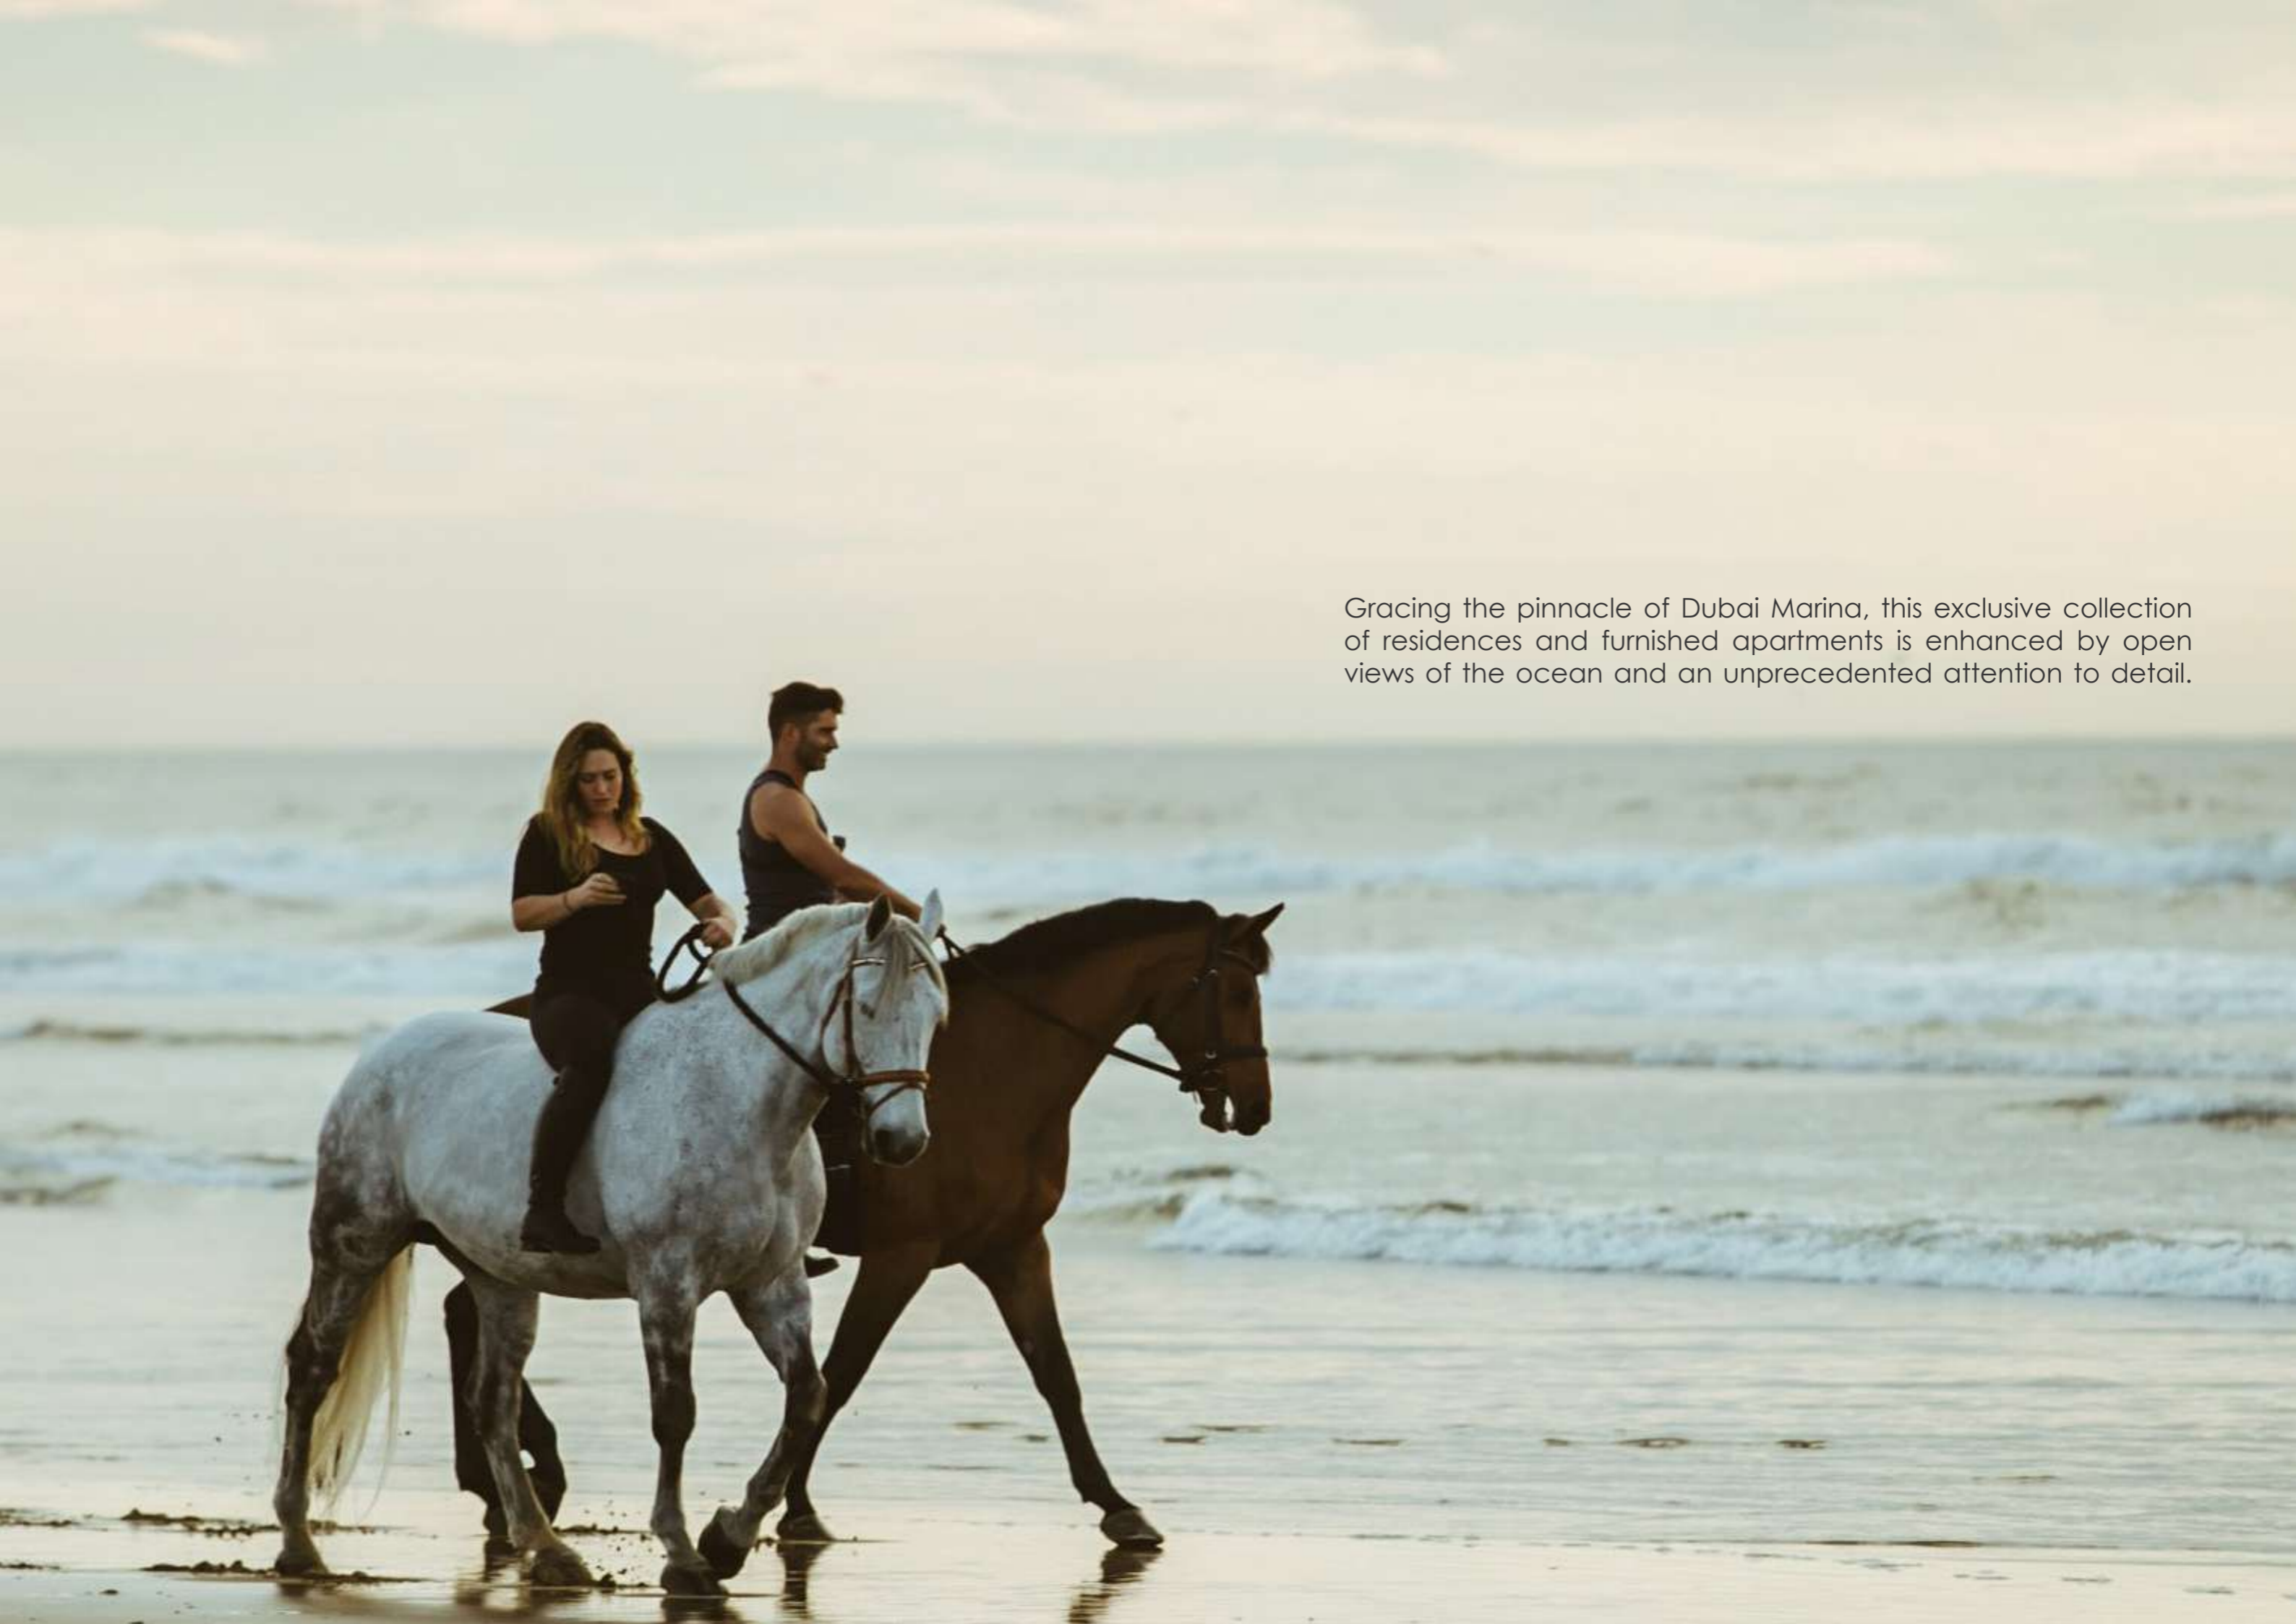 Gracing the pinnacle of Dubai Marina, this exclusive collection
of residences and furnished apartments is enhanced by open
views of the ocean and an unprecedented attention to detail.